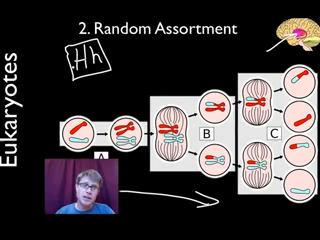 2. Random Assortment
Hh
Eukaryotes
A
B
C